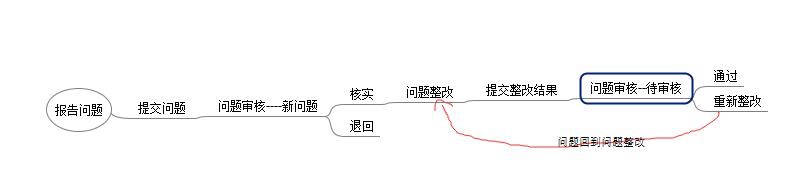 报告问题
提交问题
问题审核----新问题
核实
退回
问题整改
提交整改结果
问题审核--待审核
通过
重新整改
问题回到问题整改